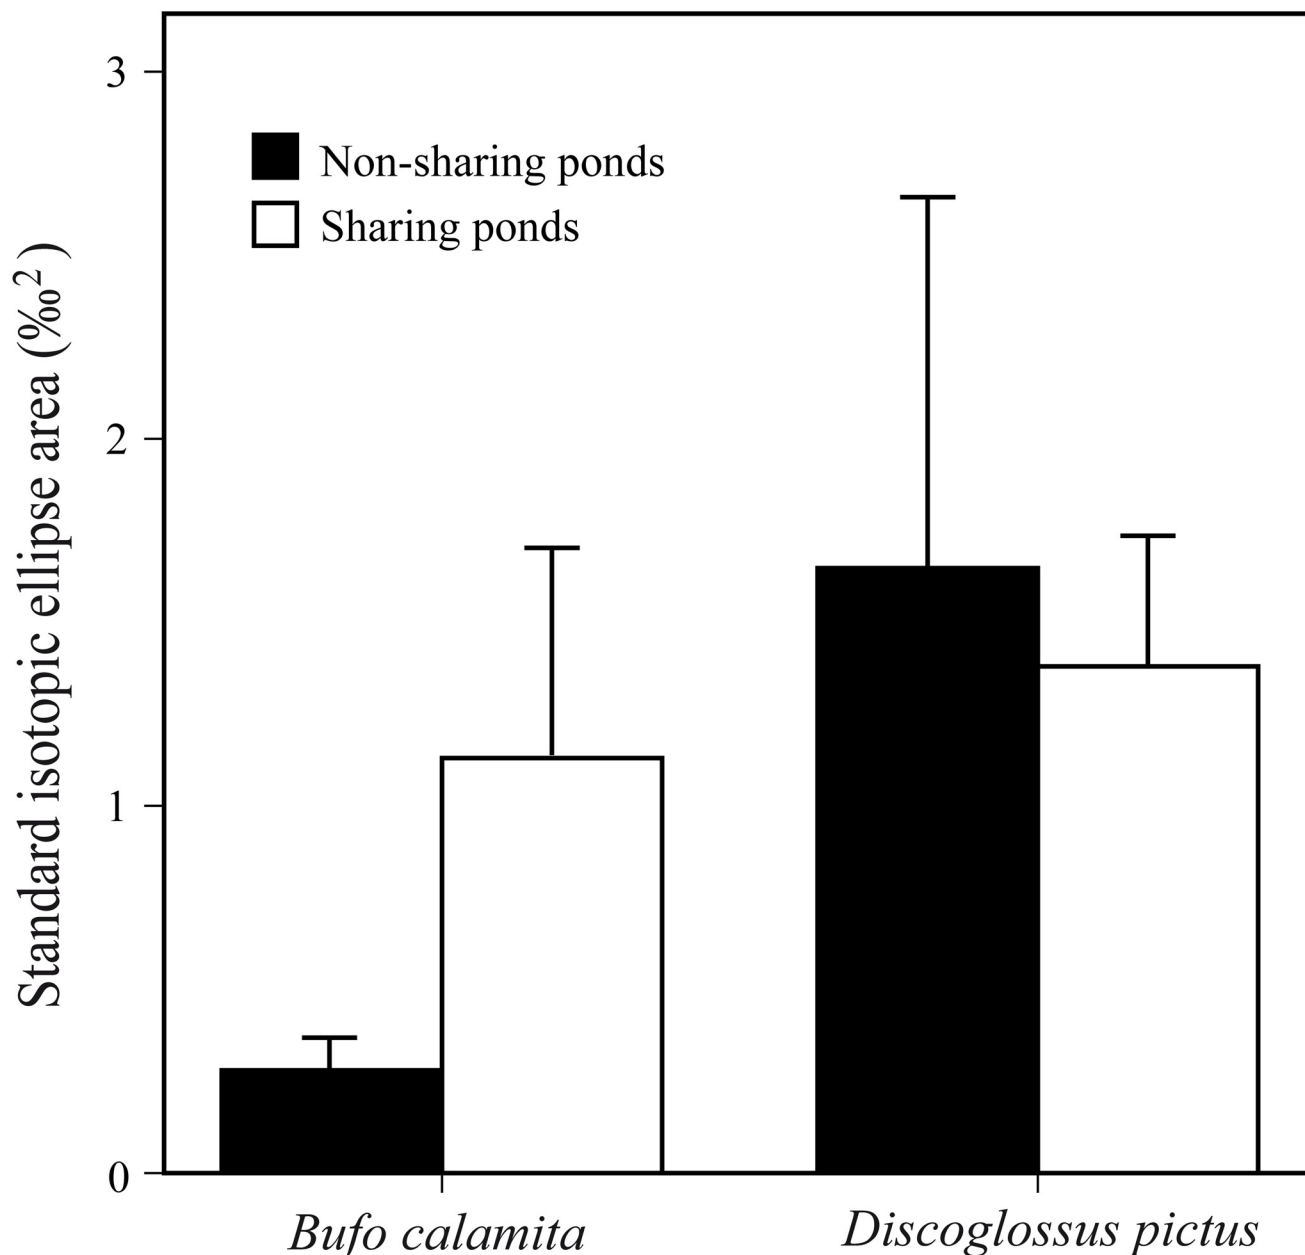 3
Non-sharing ponds
Sharing ponds
Standard isotopic ellipse area (‰²)
2
1
0
Bufo calamita
Discoglossus pictus